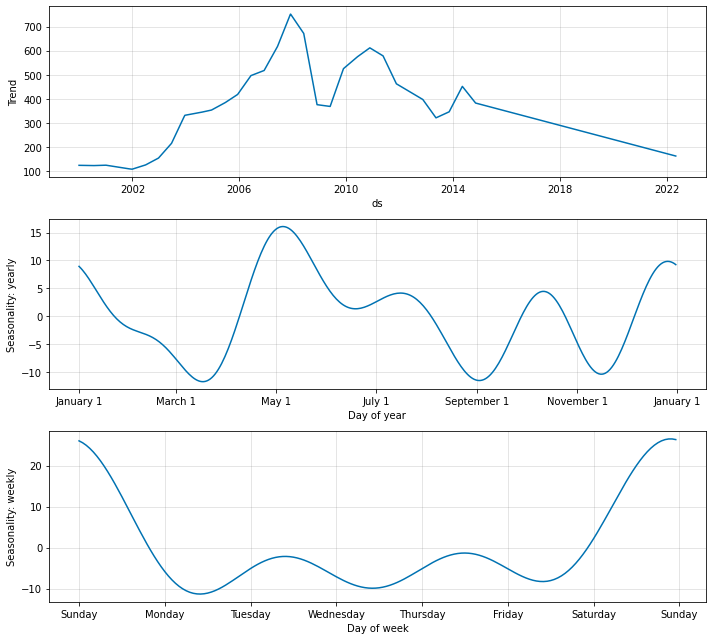 Trend
700
600
500
400
300
200
100
2002 2006 2010 2014 2018 2022
ds
Seasonality: yearly
15
10
5
0
−5
−10
January 1 March 1 May 1 July 1 September 1 November 1 January 1
Day of year
Seasonality: weekly
20
10
0
−10
Sunday Monday Tuesday Wednesday Thursday Friday Saturday Sunday
Day of week